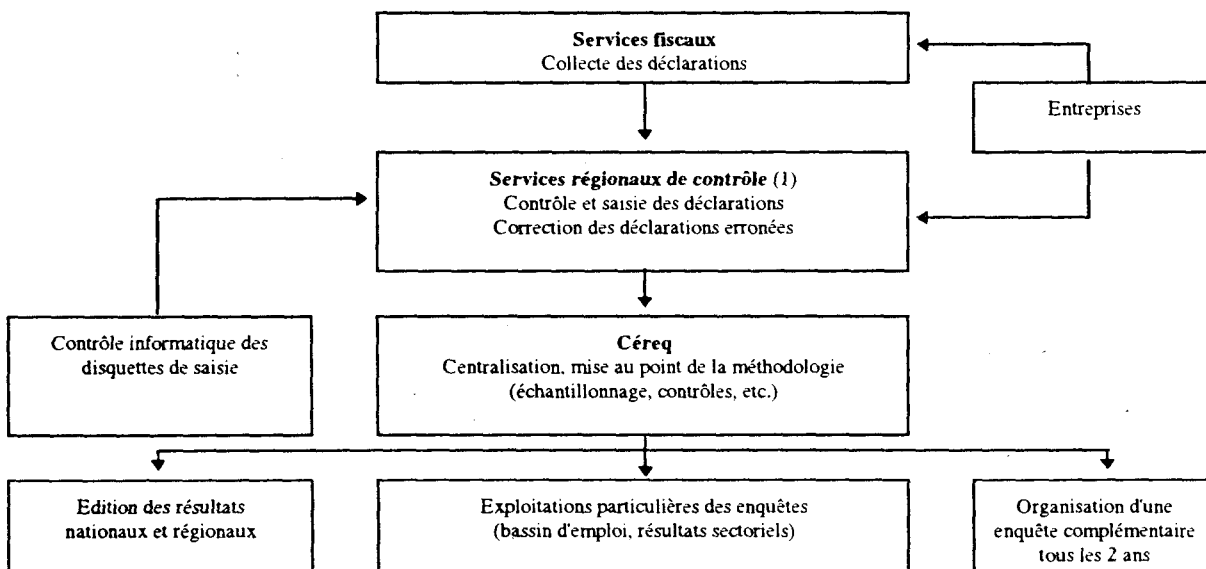 Services fiscaux
Collecte des déclarations
Entreprises
Services régionaux de contrôle (1)
Contrôle et saisie des déclarations
Correction des déclarations erronées
Contrôle informatique des
disquettes de saisie
Céreq
Centralisation, mise au point de la méthodologie
(échantillonnage, contrôles, etc.)
Edition des résultats
nationaux et régionaux
Exploitations particulières des enquêtes
(bassin d'emploi, résultats sectoriels)
Organisation d'une
enquête complémentaire
tous les 2 ans